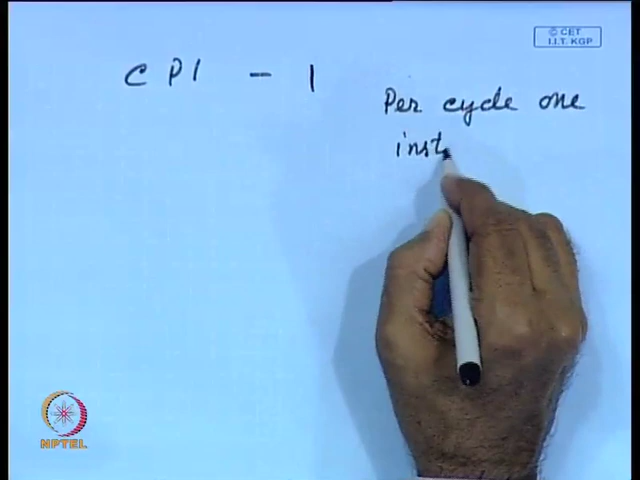 © CET
I.I.T. KGP
CPI - 1
Per cycle one
inst
NPTEL